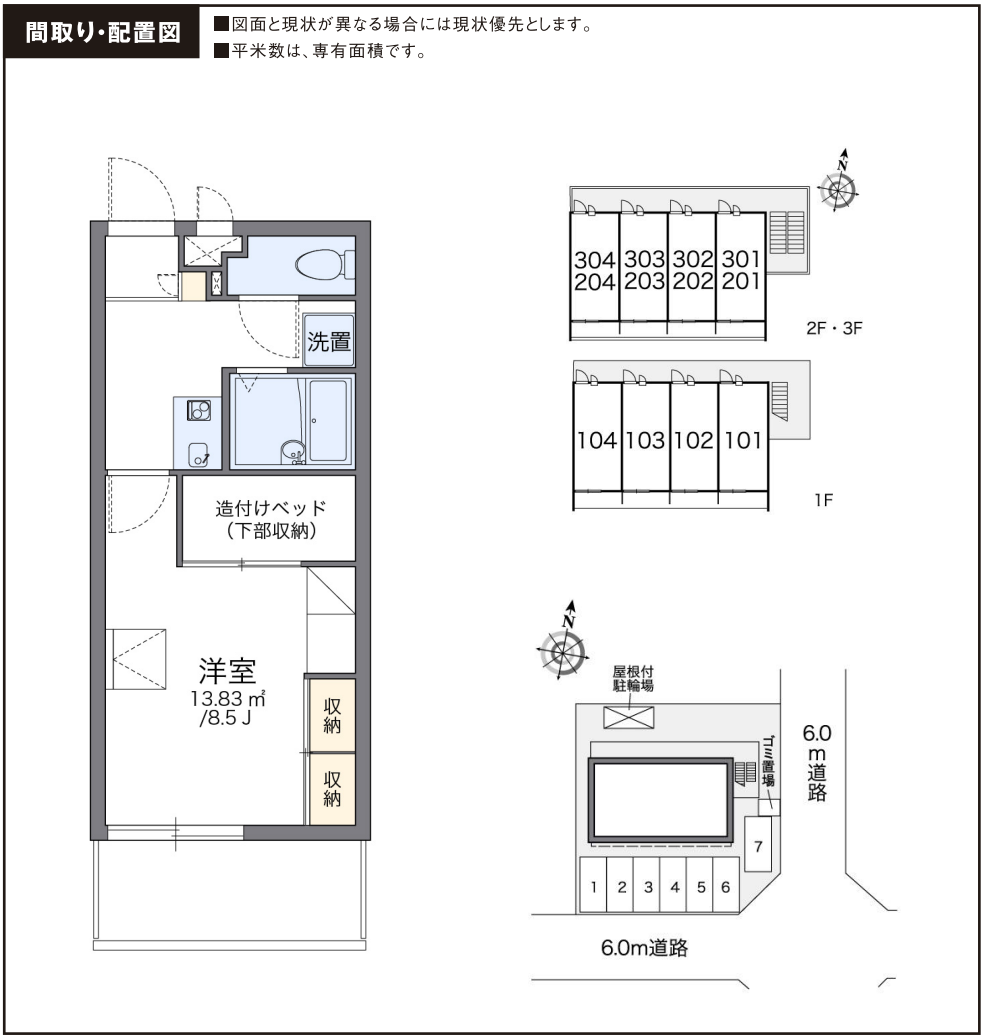 間取り・配置図
■図面と現状が異なる場合には現状優先とします。
■平米数は、専有面積です。
洗置
造付けベッド
（下部収納）
洋室
13.83 ㎡
/8.5 J
収納
収納
N
304 303 302 301
204 203 202 201
2F・3F
104 103 102 101
1F
N
屋根付
駐輪場
ゴミ置場
6.0m道路
7
1 2 3 4 5 6
6.0m道路